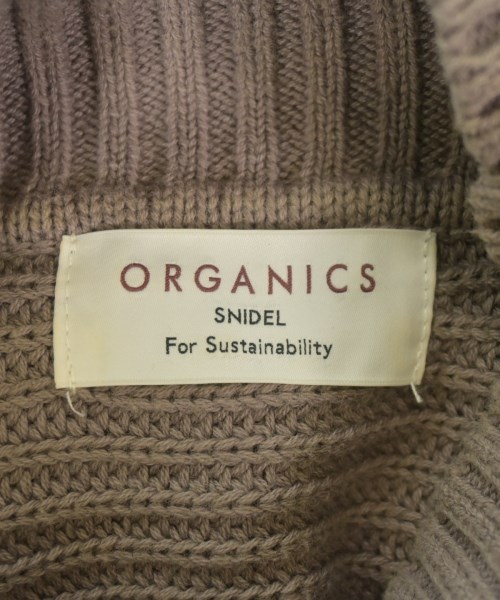 ORGANICS
SNIDEL
For Sustainability